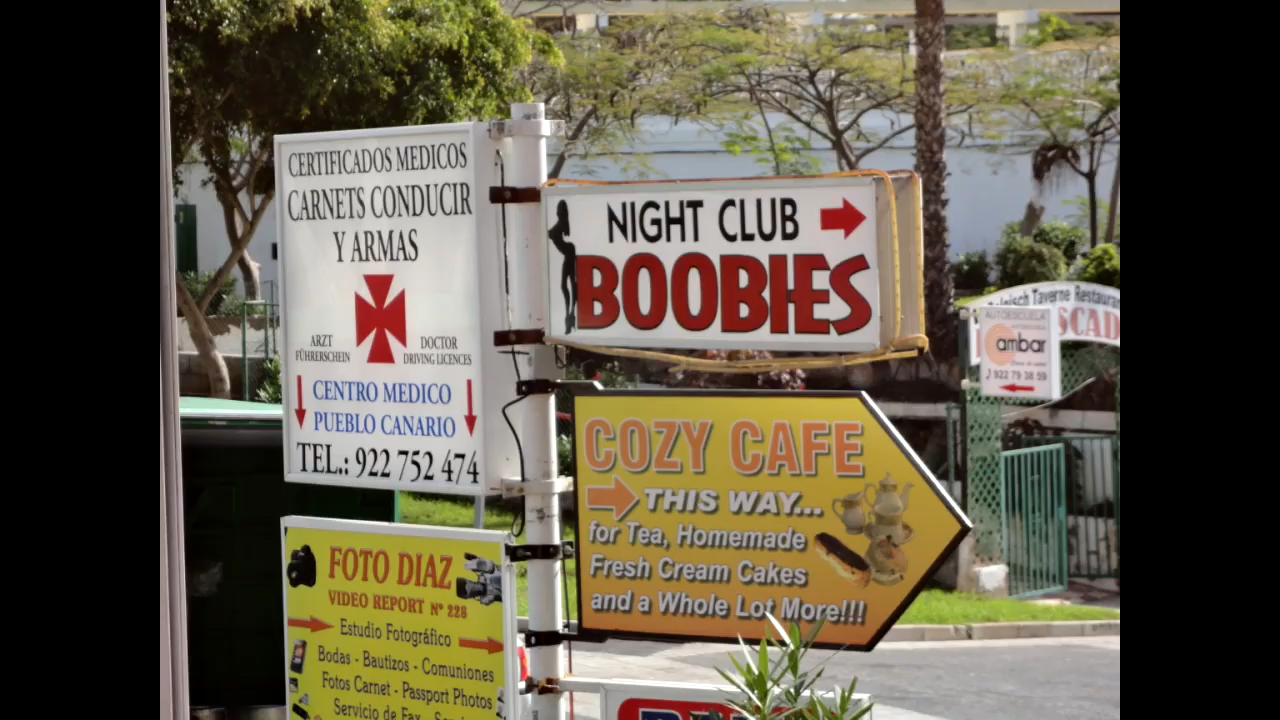 CERTIFICADOS MEDICOS
CARNETS CONDUCIR
Y ARMAS
ARZT
FÜHRERSCHEIN
DOCTOR
DRIVING LICENCES
CENTRO MEDICO
PUEBLO CANARIO
TEL.: 922 752 474
NIGHT CLUB
BOOBIES
COZY CAFE
THIS WAY...
for Tea, Homemade
Fresh Cream Cakes
and a Whole Lot More!!!
FOTO DIAZ
VIDEO REPORT Nº 228
Estudio Fotográfico
Bodas - Bautizos - Comuniones
Fotos Carnet - Passport Photos
Servicio de Fax
Taverne Restaurant
AUTOESCUELA
ambar
922 79 38 59